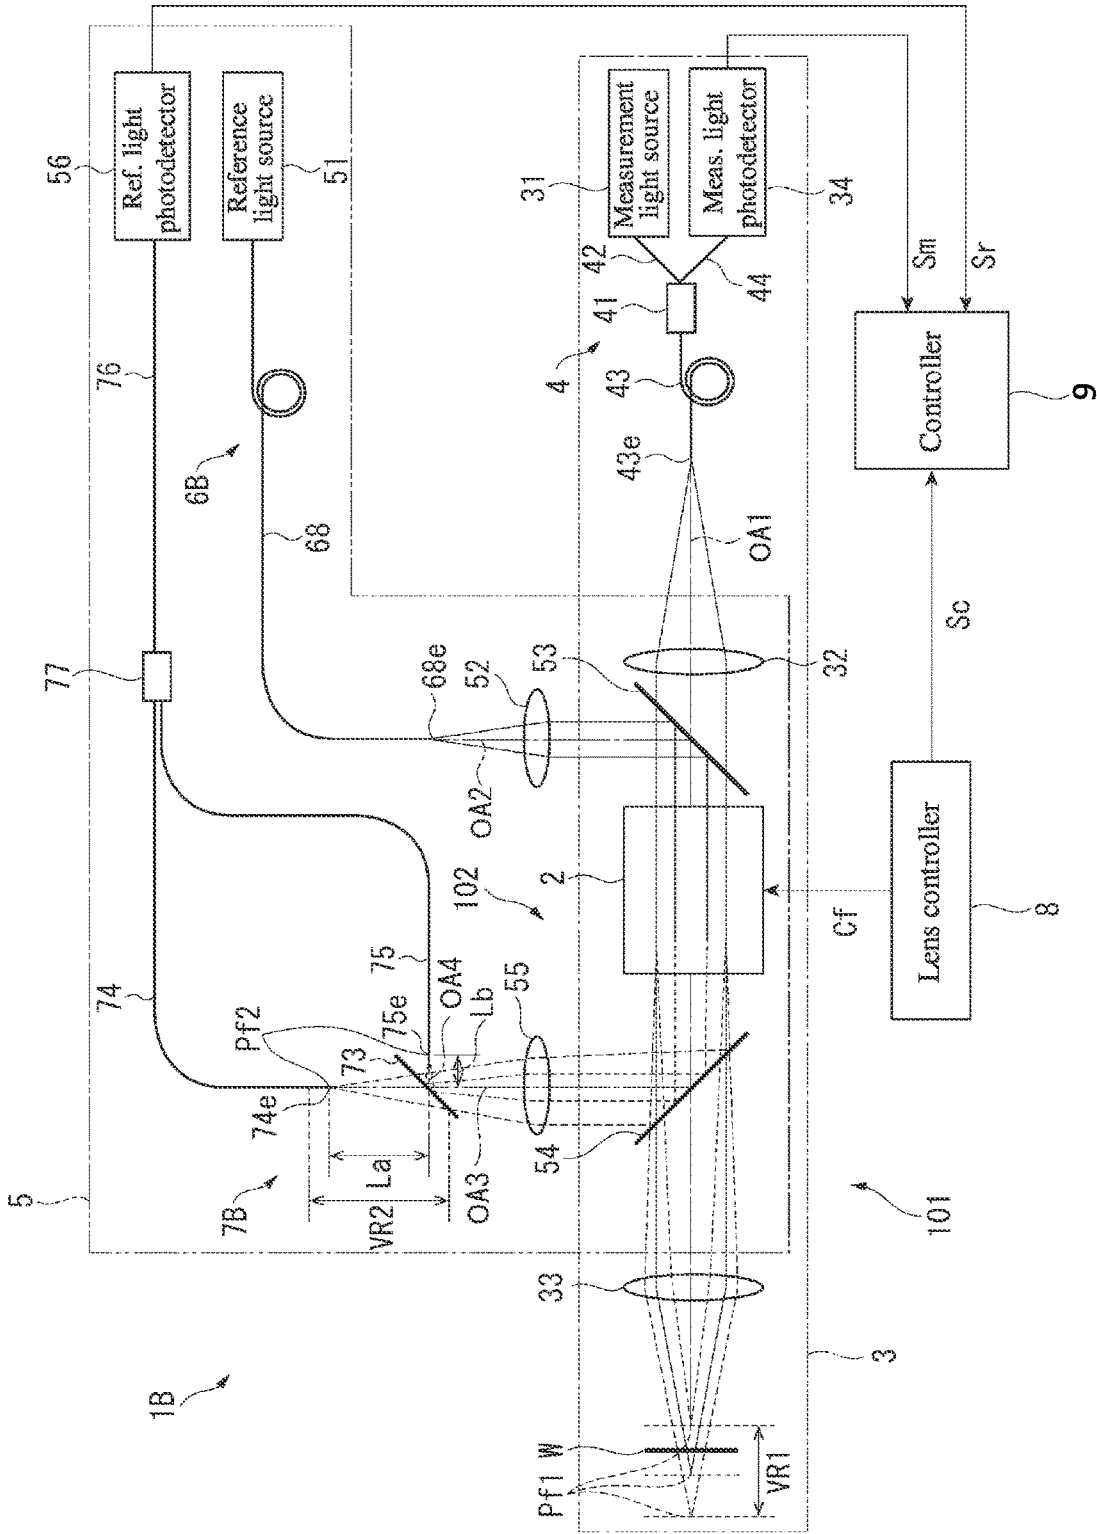 1B
5
7B
VR2
La
74e
Pf2
74
77
6B
76
56
Ref. light
photodetector
Reference
light source
51
68
73
75e
75
OA4
Lb
OA3
102
OA2
68e
52
55
54
53
2
33
32
OA1
43e
43
4
41
42
44
31
Measurement
light source
Meas. light
photodetector
34
Pf1
W
VR1
3
101
Cf
Lens controller
8
Sc
Controller
9
Sm
Sr